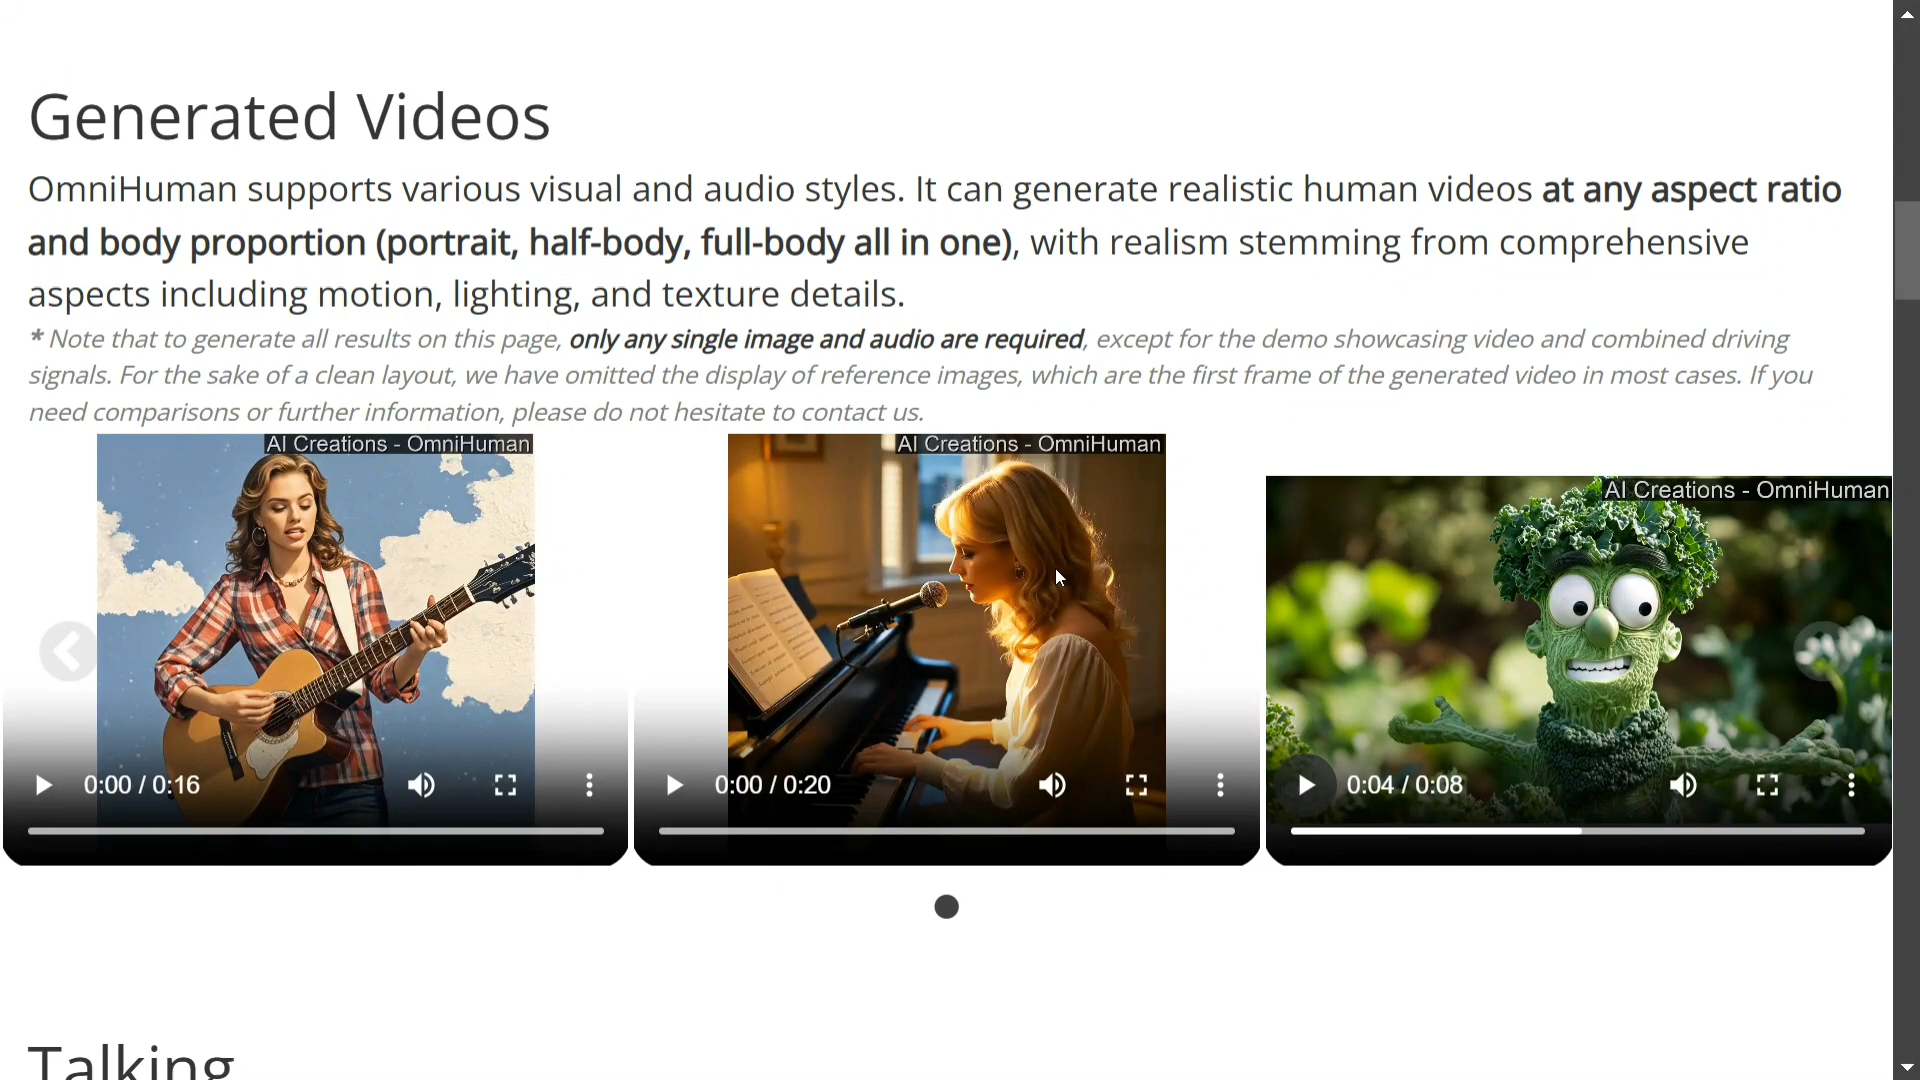 Generated Videos
OmniHuman supports various visual and audio styles. It can generate realistic human videos at any aspect ratio
and body proportion (portrait, half-body, full-body all in one), with realism stemming from comprehensive
aspects including motion, lighting, and texture details.
* Note that to generate all results on this page, only any single image and audio are required, except for the demo showcasing video and combined driving
signals. For the sake of a clean layout, we have omitted the display of reference images, which are the first frame of the generated video in most cases. If you
need comparisons or further information, please do not hesitate to contact us.
AI Creations - OmniHuman
AI Creations - OmniHuman
AI Creations - OmniHuman
0:00 / 0:16
0:00 / 0:20
0:04 / 0:08
Talking